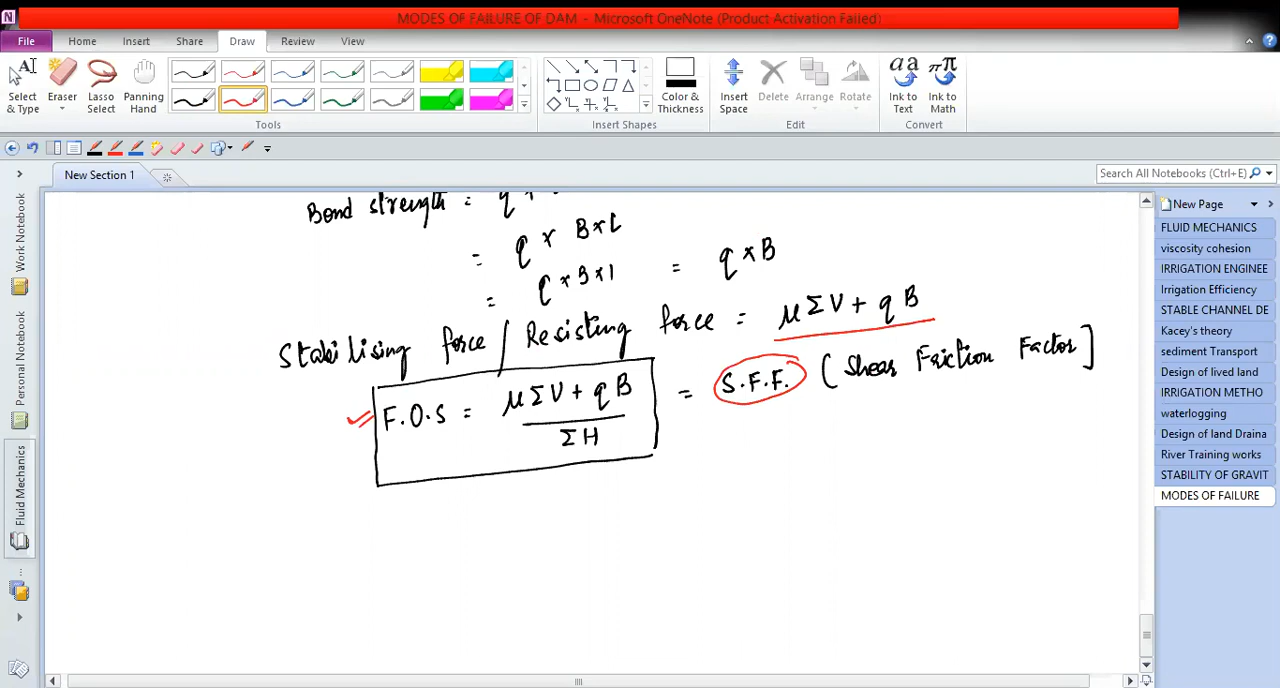 MODES OF FAILURE OF DAM - Microsoft OneNote (Product Activation Failed)
File Home Insert Share Draw Review View
Select & Type
Eraser
Lasso Select
Panning Hand
Color & Thickness
Insert Space
Delete
Arrange
Rotate
Ink to Text
Ink to Math
Tools
Insert Shapes
Edit
Convert
New Section 1
Search All Notebooks (Ctrl+E)
Work Notebook
Personal Notebook
Fluid Mechanics
New Page
FLUID MECHANICS
viscosity cohesion
IRRIGATION ENGINEE
Irrigation Efficiency
STABLE CHANNEL DE
Kacey's theory
sediment Transport
Design of lived land
IRRIGATION METHO
waterlogging
Design of land Draina
River Training works
STABILITY OF GRAVIT
MODES OF FAILURE
Bond strength = q ×
= q × B×L
= q × B × 1 = q × B
Stabilising force / Resisting force = μΣV + qB
F.O.S = μΣV + qB / ΣH = S.F.F. (Shear Friction Factor]